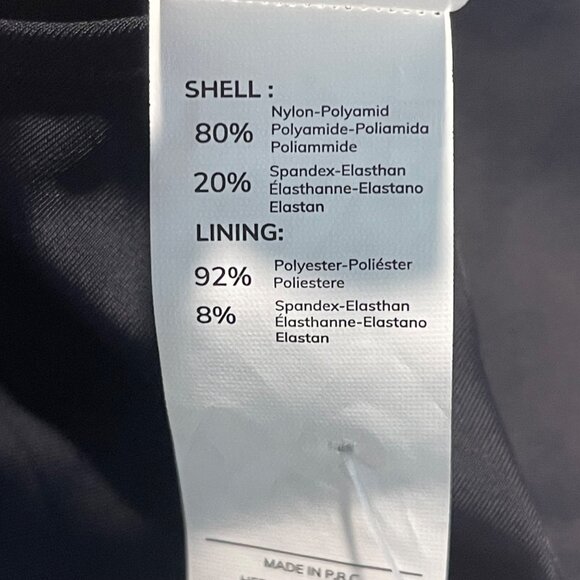 SHELL :
80% Nylon-Polyamid
Polyamide-Poliamida
Poliammide
20% Spandex-Elasthan
Élasthanne-Elastano
Elastan
LINING:
92% Polyester-Poliéster
Poliestere
8% Spandex-Elasthan
Élasthanne-Elastano
Elastan
MADE IN P.R.C